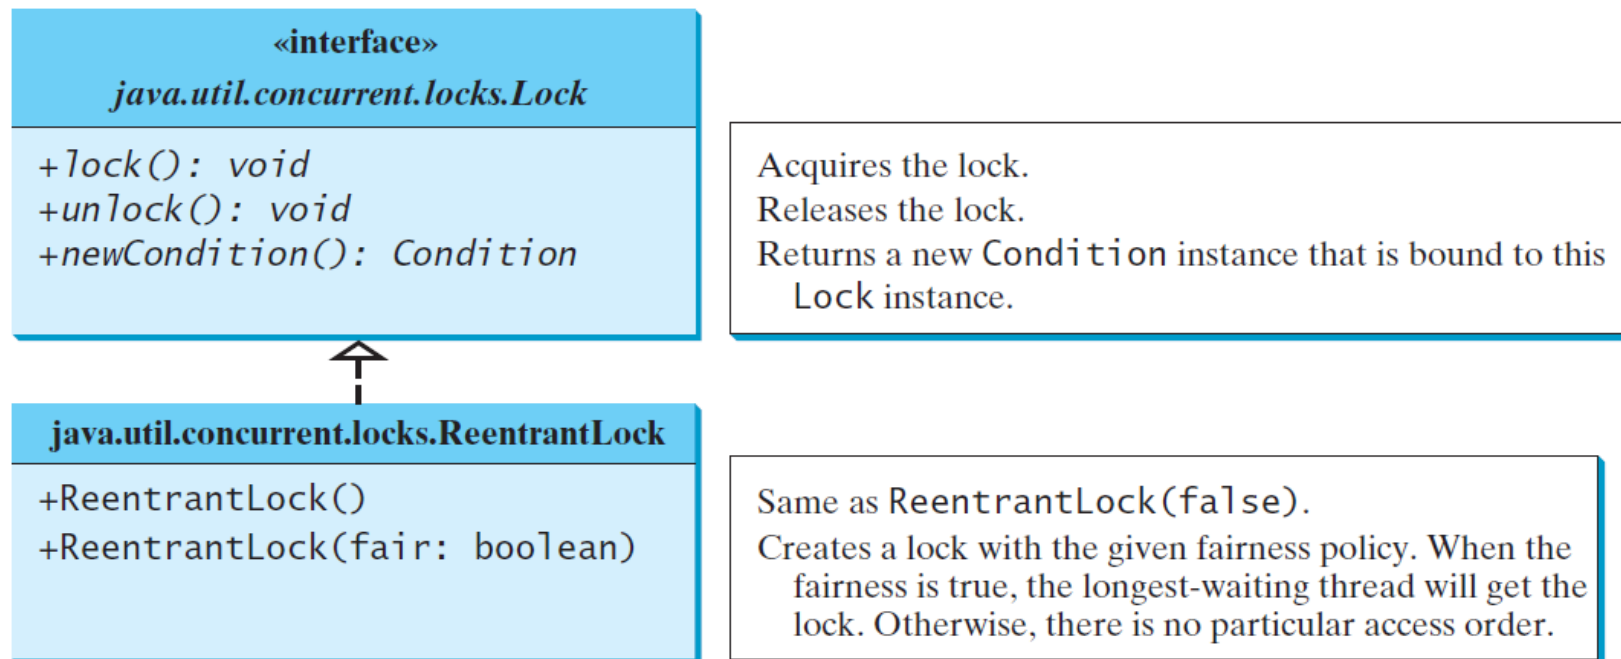 «interface»
java.util.concurrent.locks.Lock
+lock(): void
+unlock(): void
+newCondition(): Condition
Acquires the lock.
Releases the lock.
Returns a new Condition instance that is bound to this
Lock instance.
java.util.concurrent.locks.ReentrantLock
+ReentrantLock()
+ReentrantLock(fair: boolean)
Same as ReentrantLock(false).
Creates a lock with the given fairness policy. When the
fairness is true, the longest-waiting thread will get the
lock. Otherwise, there is no particular access order.